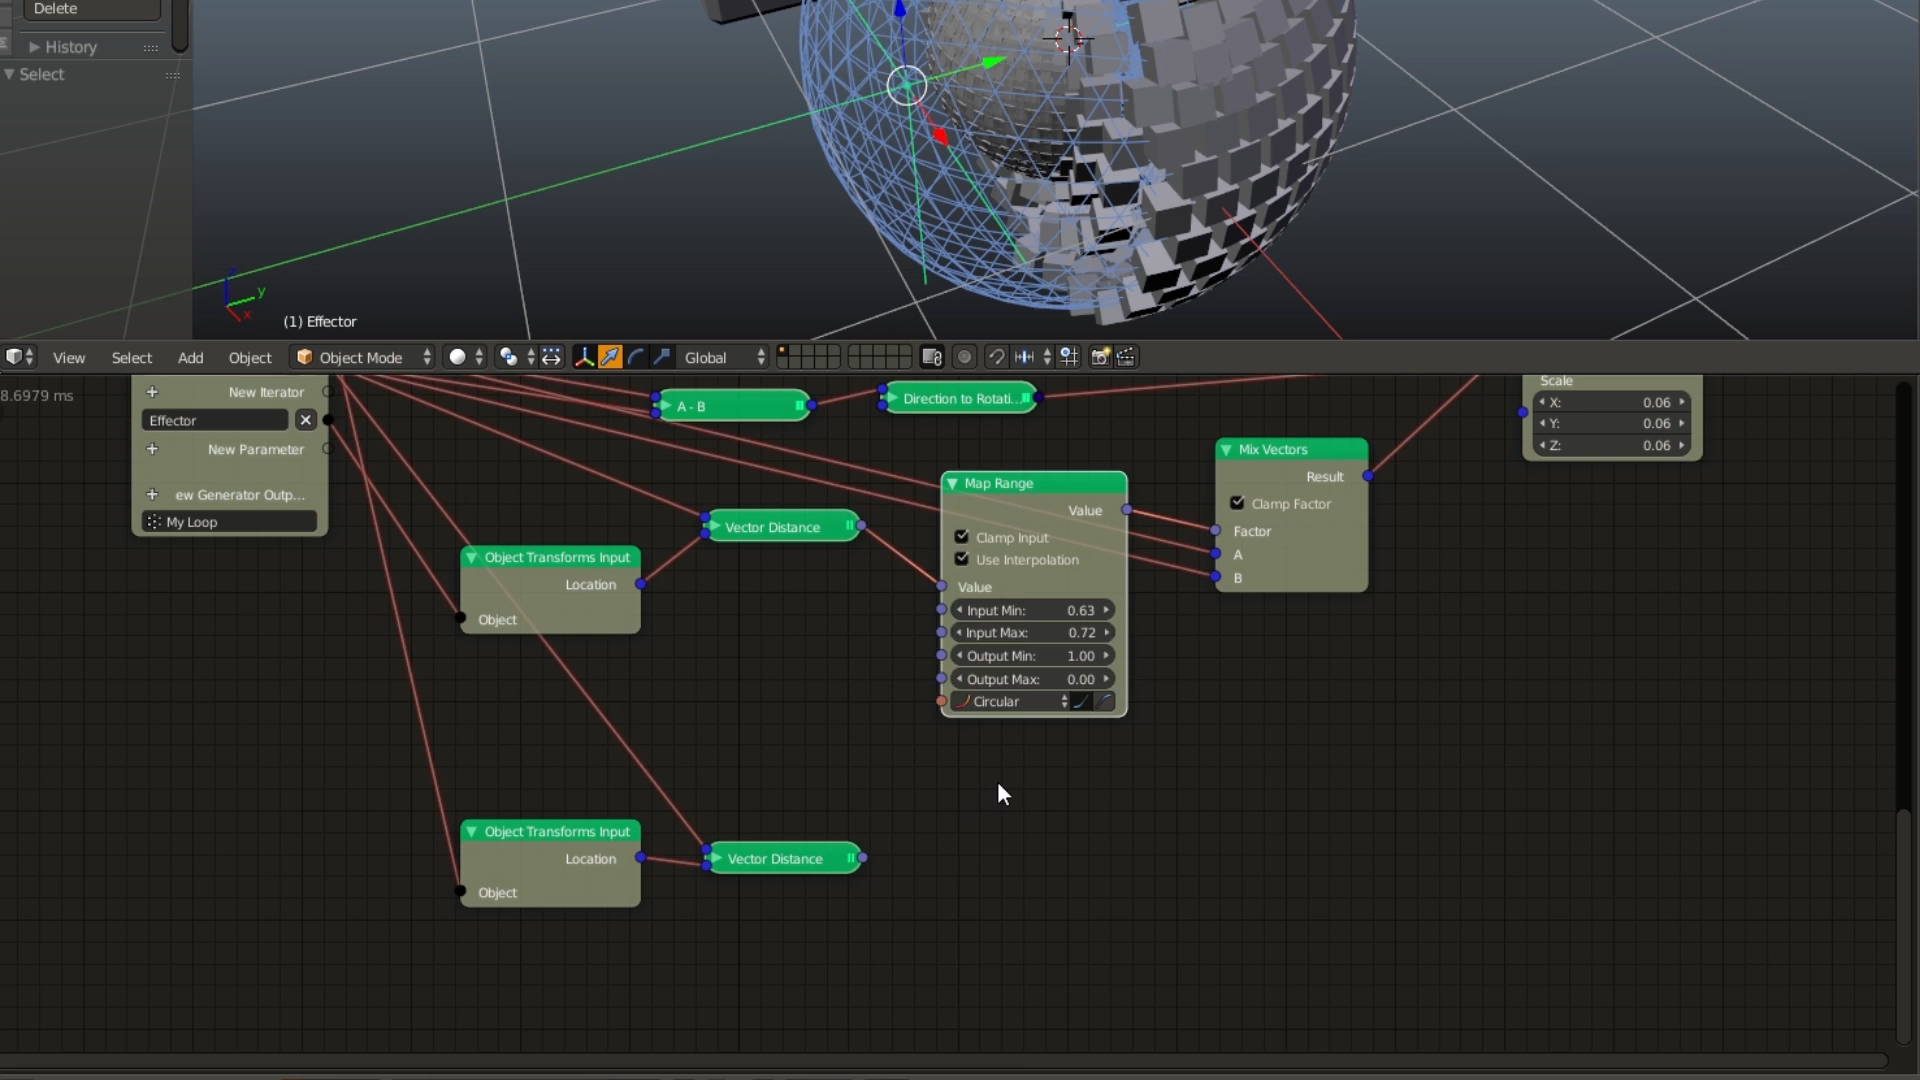 Delete
History
Select
z
y
x
(1) Effector
View Select Add Object Object Mode Global
8.6979 ms
New Iterator
Effector
New Parameter
ew Generator Outp...
My Loop
A - B
Direction to Rotati...
Scale
X: 0.06
Y: 0.06
Z: 0.06
Mix Vectors
Result
Clamp Factor
Factor
A
B
Map Range
Value
Clamp Input
Use Interpolation
Value
Input Min: 0.63
Input Max: 0.72
Output Min: 1.00
Output Max: 0.00
Circular
Vector Distance
Object Transforms Input
Location
Object
Object Transforms Input
Location
Object
Vector Distance